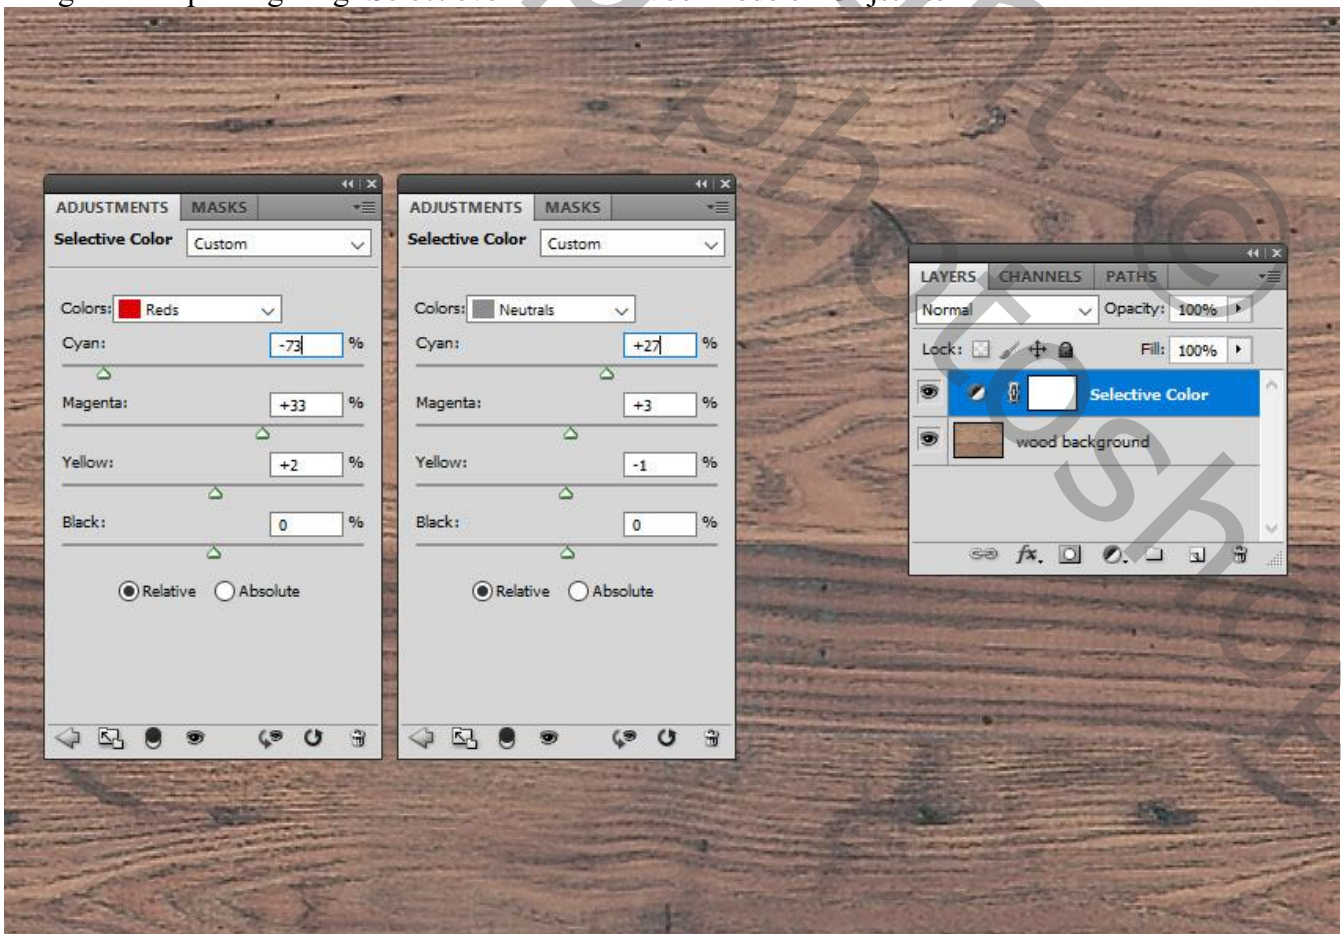 ADJUSTMENTS MASKS
Selective Color Custom
Colors: Reds
Cyan: -73 %
Magenta: +33 %
Yellow: +2 %
Black: 0 %
Relative Absolute
ADJUSTMENTS MASKS
Selective Color Custom
Colors: Neutrals
Cyan: +27 %
Magenta: +3 %
Yellow: -1 %
Black: 0 %
Relative Absolute
LAYERS CHANNELS PATHS
Normal Opacity: 100%
Lock: Fill: 100%
Selective Color
wood background
fx.
©